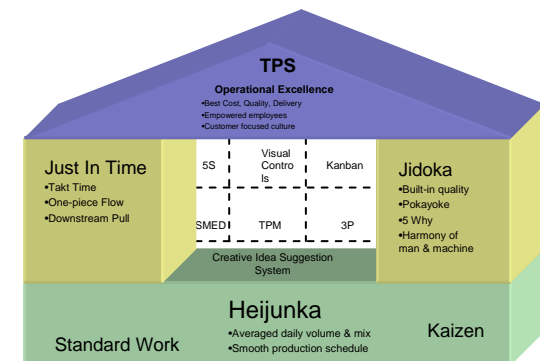 TPS
Operational Excellence
•Best Cost, Quality, Delivery
•Empowered employees
•Customer focused culture
Just In Time
•Takt Time
•One-piece Flow
•Downstream Pull
5S
Visual
Contro
ls
Kanban
SMED
TPM
3P
Creative Idea Suggestion
System
Jidoka
•Built-in quality
•Pokayoke
•5 Why
•Harmony of
man & machine
Heijunka
•Averaged daily volume & mix
•Smooth production schedule
Standard Work
Kaizen